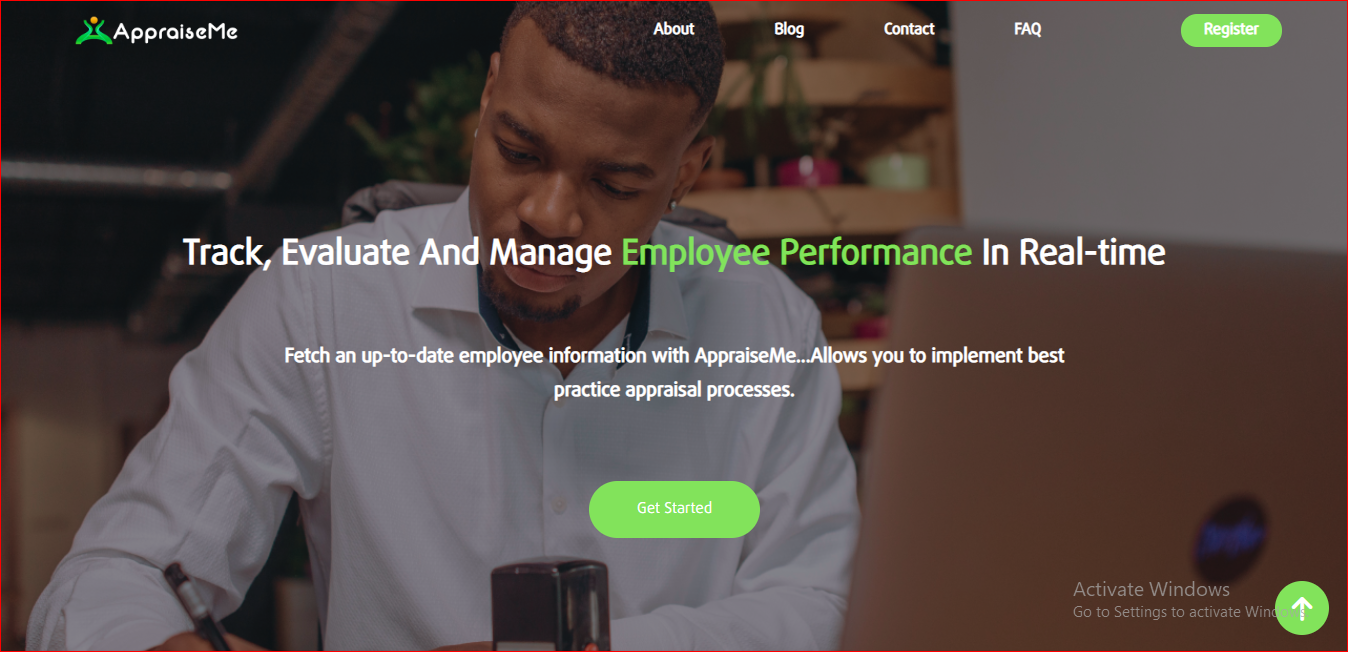 AppraiseMe
About Blog Contact FAQ Register
Track, Evaluate And Manage Employee Performance In Real-time
Fetch an up-to-date employee information with AppraiseMe...Allows you to implement best
practice appraisal processes.
Get Started
Activate Windows
Go to Settings to activate Windows.